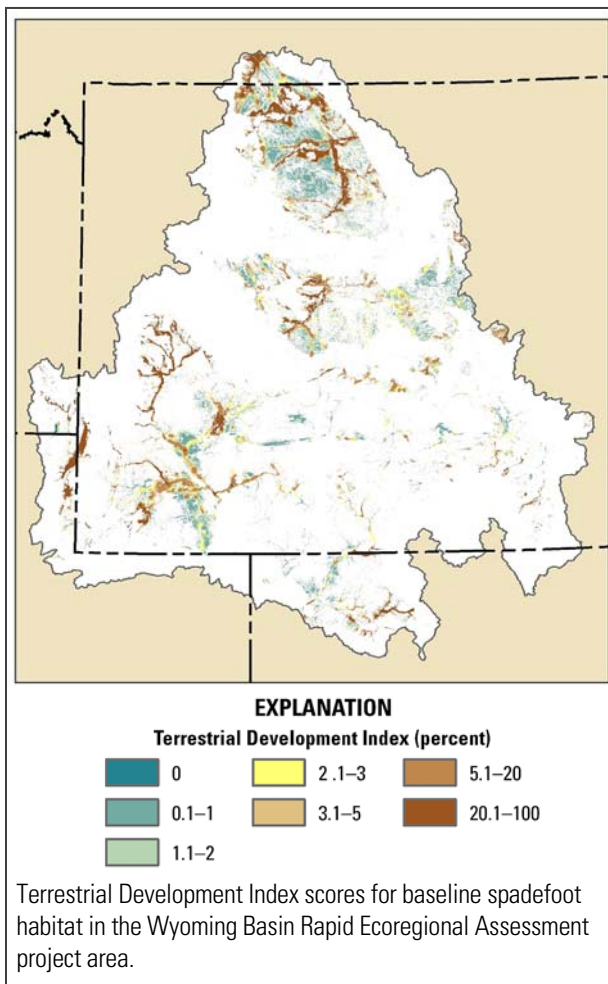 EXPLANATION
Terrestrial Development Index (percent)
0
2 .1–3
5.1–20
0.1–1
3.1–5
20.1–100
1.1–2
Terrestrial Development Index scores for baseline spadefoot
habitat in the Wyoming Basin Rapid Ecoregional Assessment
project area.